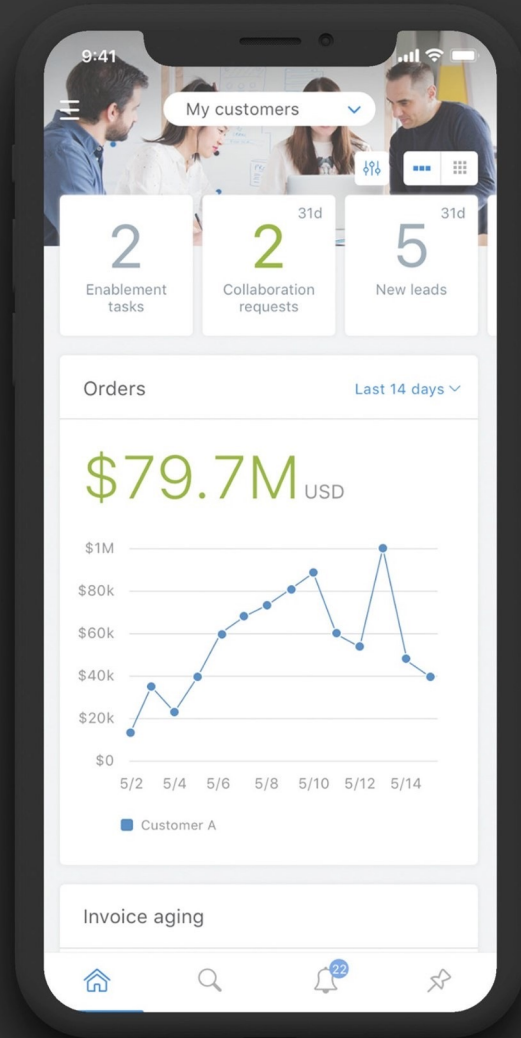 9:41
My customers
2
Enablement
tasks
31d
2
Collaboration
requests
31d
5
New leads
Orders
Last 14 days
$79.7M USD
$1M
$80k
$60k
$40k
$20k
$0
5/2 5/4 5/6 5/8 5/10 5/12 5/14
Customer A
Invoice aging
22